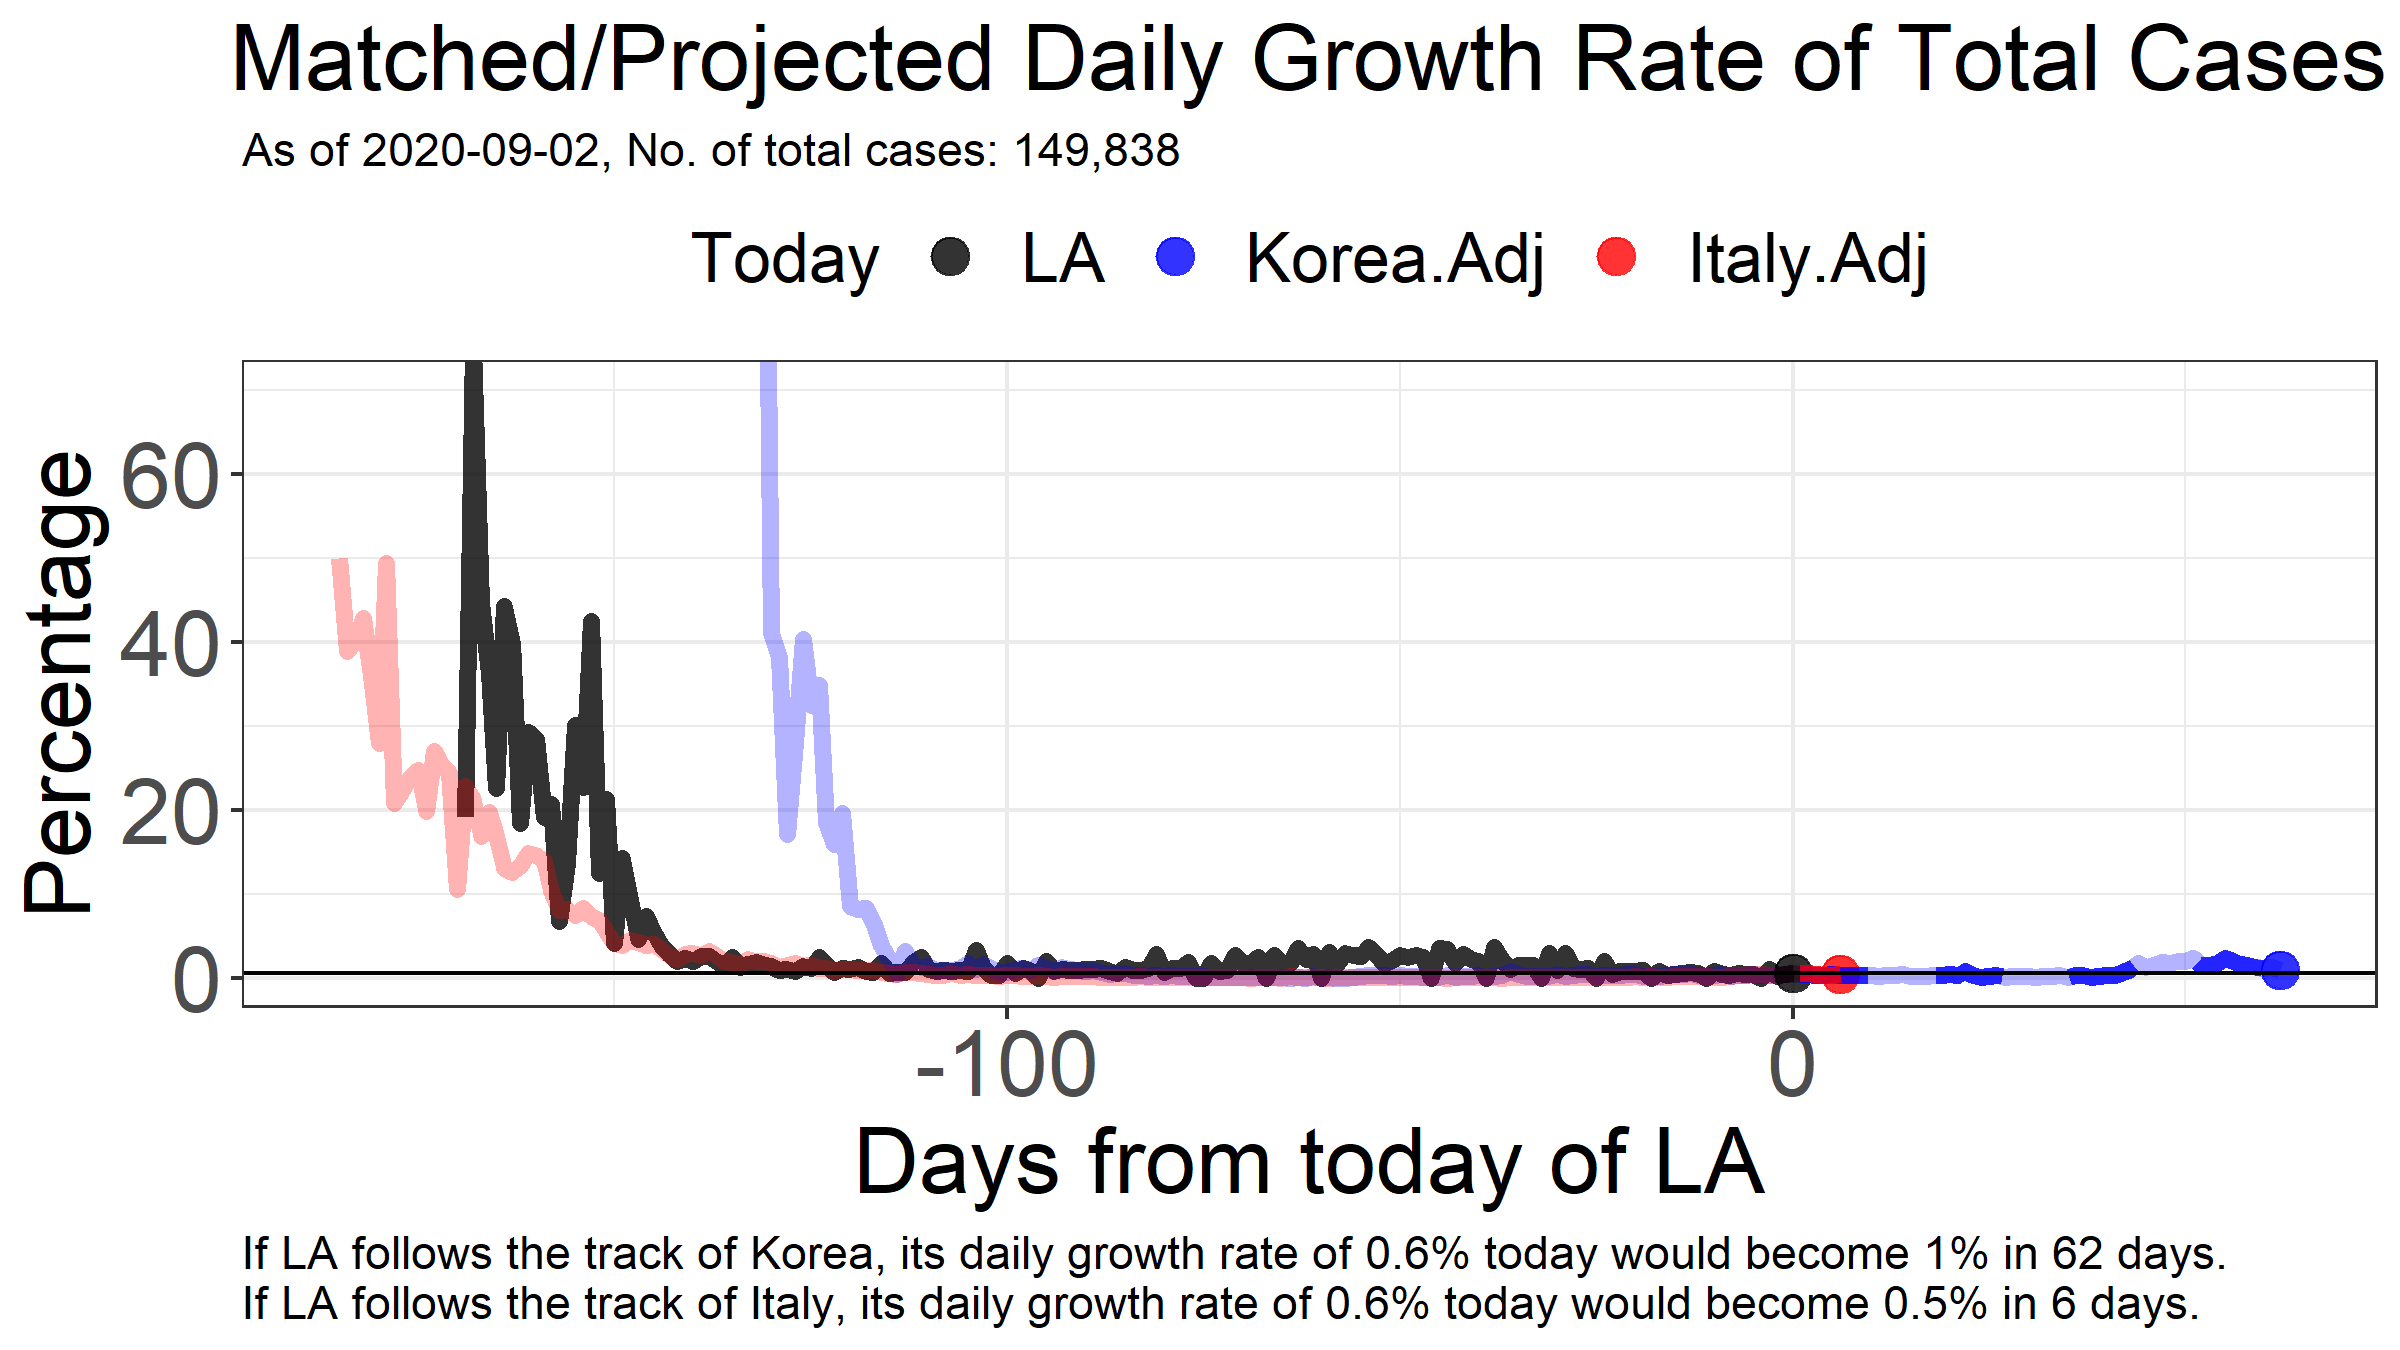 Matched/Projected Daily Growth Rate of Total Cases
As of 2020-09-02, No. of total cases: 149,838
Today LA Korea.Adj Italy.Adj
Percentage
60
40
20
0
-100 0
Days from today of LA
If LA follows the track of Korea, its daily growth rate of 0.6% today would become 1% in 62 days.
If LA follows the track of Italy, its daily growth rate of 0.6% today would become 0.5% in 6 days.